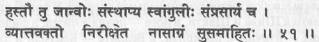 हस्तौ तु जान्वोः संस्थाप्य स्वांगुलीः संप्रसार्य च ।
व्यात्तवक्तो निरीक्षेत नासाग्रं सुसमाहितः ।। ५१ ।।